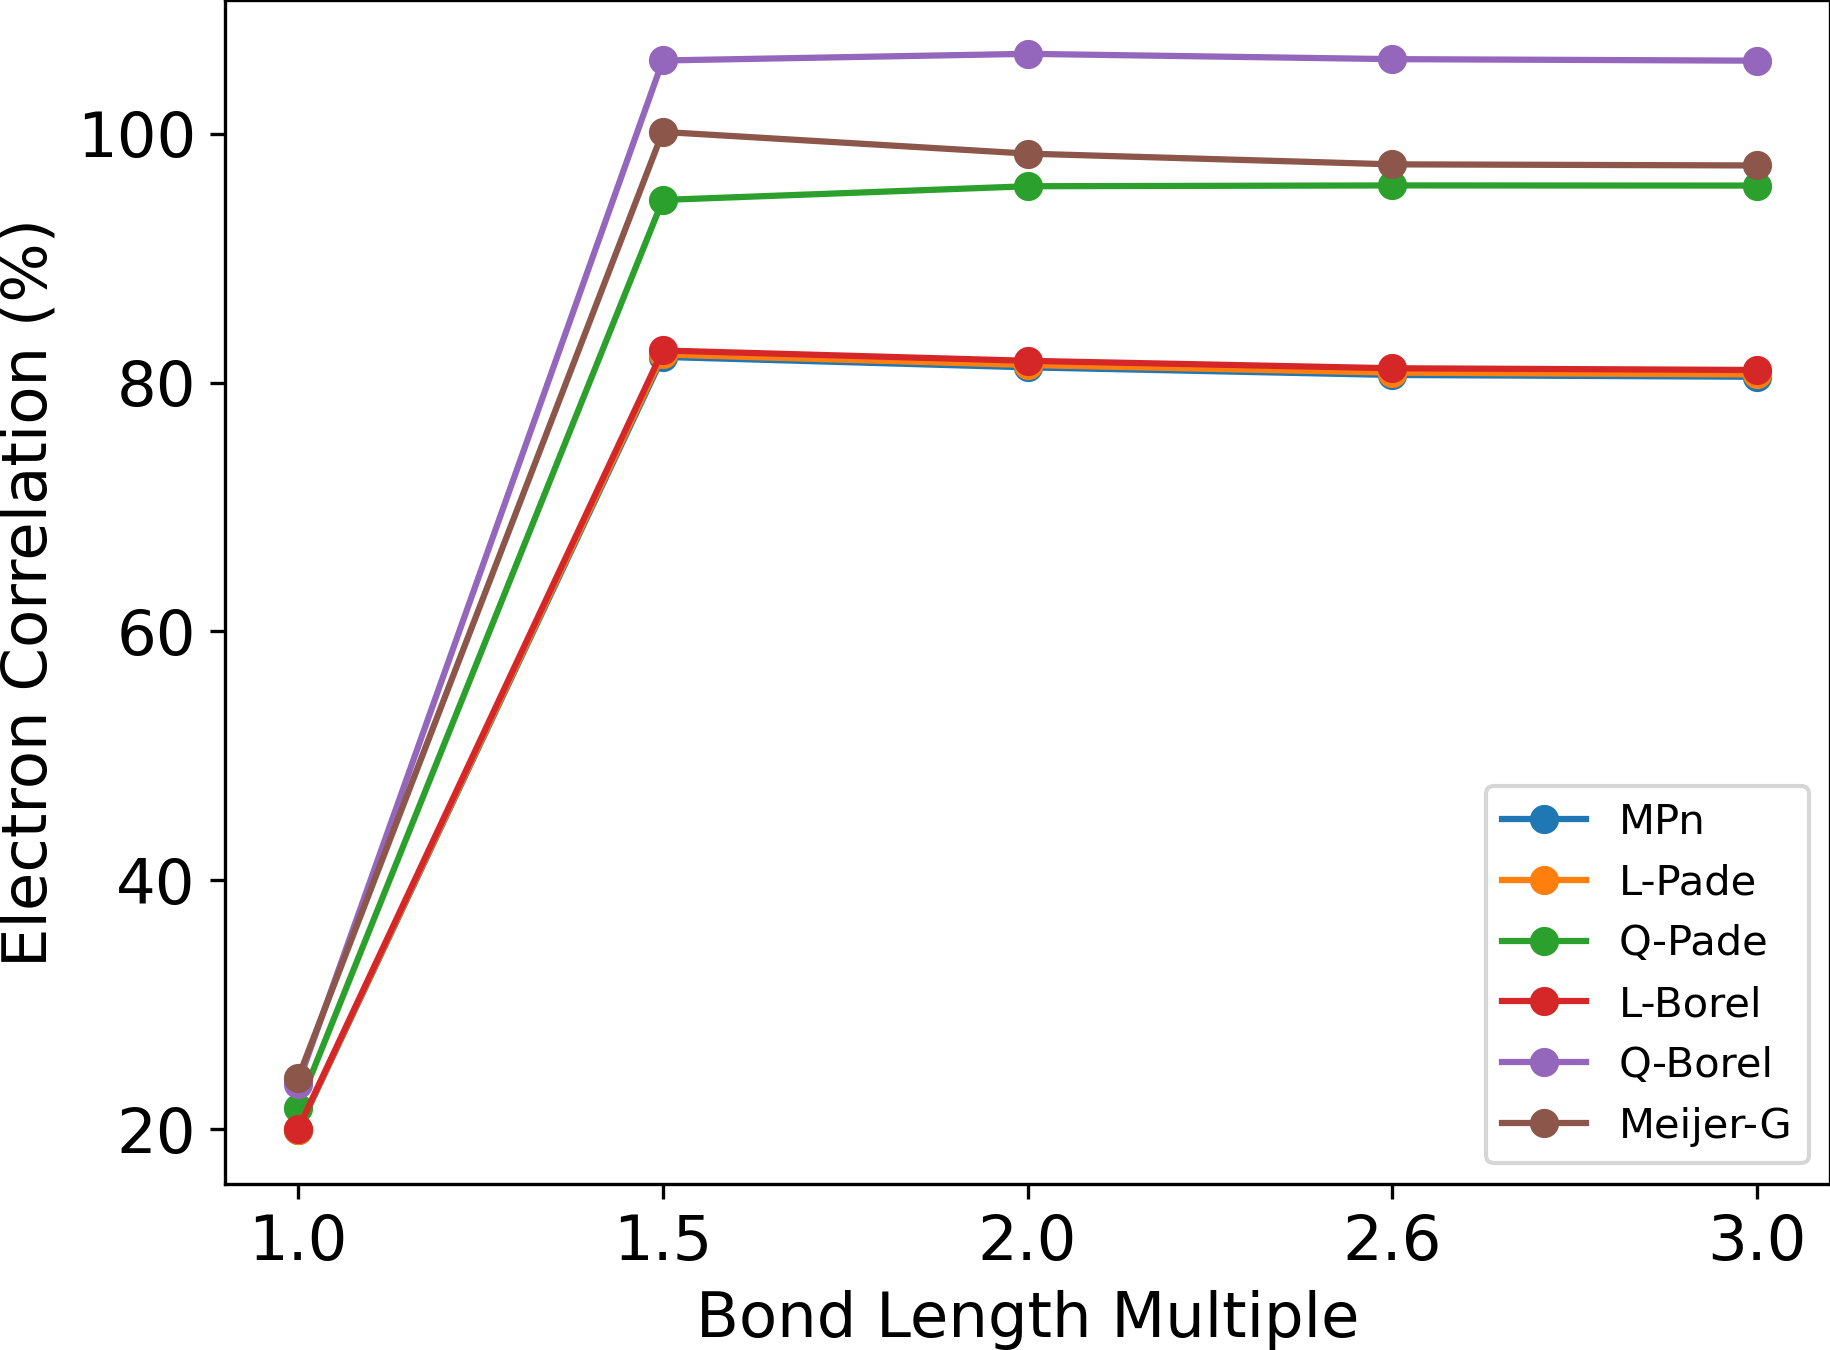 Electron Correlation (%)
100
80
60
40
20
1.0 1.5 2.0 2.6 3.0
Bond Length Multiple
MPn
L-Pade
Q-Pade
L-Borel
Q-Borel
Meijer-G